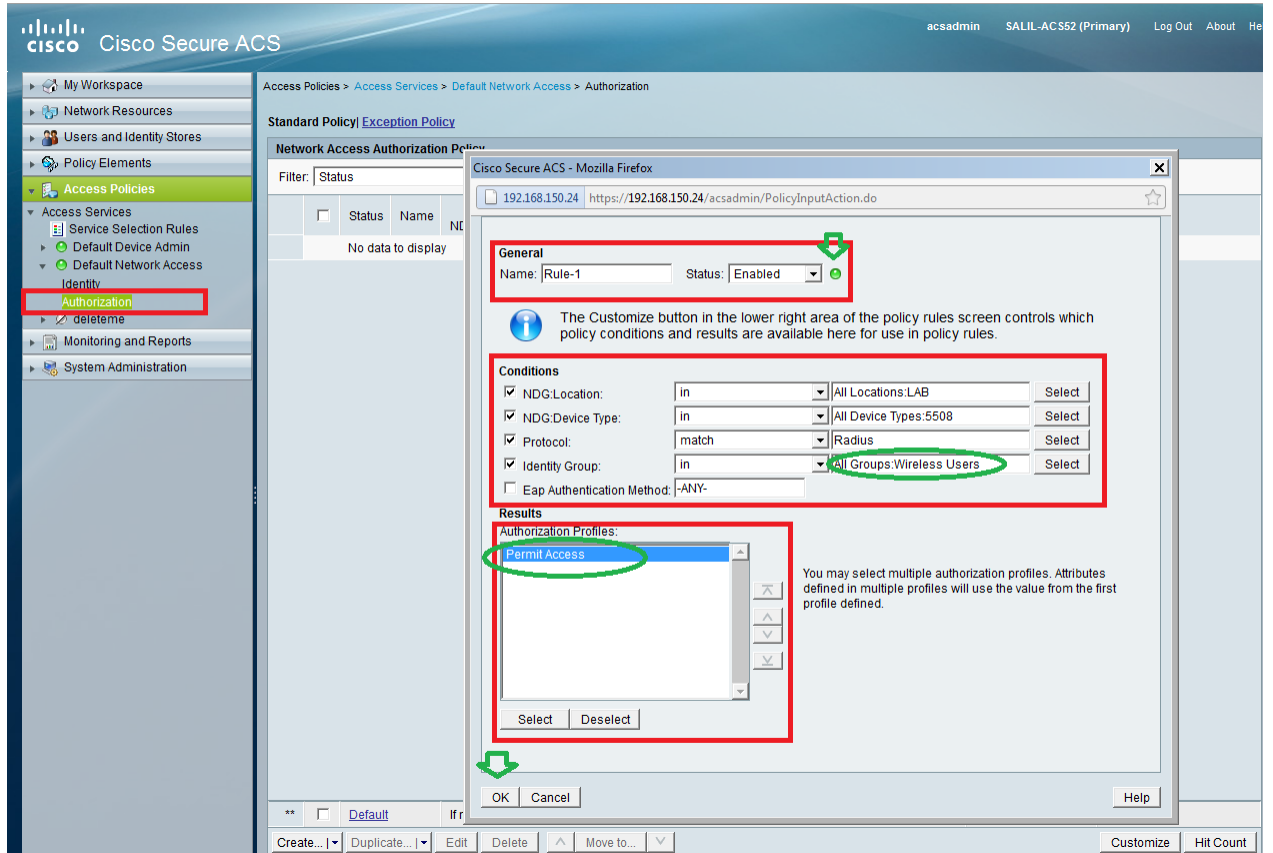 CISCO Cisco Secure ACS
acsadmin SALIL-ACS52 (Primary) Log Out About He
My Workspace
Network Resources
Users and Identity Stores
Policy Elements
Access Policies
Access Services
Service Selection Rules
Default Device Admin
Default Network Access
Identity
Authorization
deleteme
Monitoring and Reports
System Administration
Access Policies > Access Services > Default Network Access > Authorization
Standard Policy| Exception Policy
Network Access Authorization Policy
Filter: Status
Status Name
No data to display
Cisco Secure ACS - Mozilla Firefox
192.168.150.24 https://192.168.150.24/acsadmin/PolicyInputAction.do
General
Name: Rule-1 Status: Enabled
The Customize button in the lower right area of the policy rules screen controls which
policy conditions and results are available here for use in policy rules.
Conditions
NDG:Location: in All Locations:LAB Select
NDG:Device Type: in All Device Types:5508 Select
Protocol: match Radius Select
Identity Group: in All Groups:Wireless Users Select
Eap Authentication Method: -ANY-
Results
Authorization Profiles:
Permit Access
You may select multiple authorization profiles. Attributes
defined in multiple profiles will use the value from the first
profile defined.
Select Deselect
OK Cancel Help
** Default
Create... Duplicate... Edit Delete Move to... Customize Hit Count